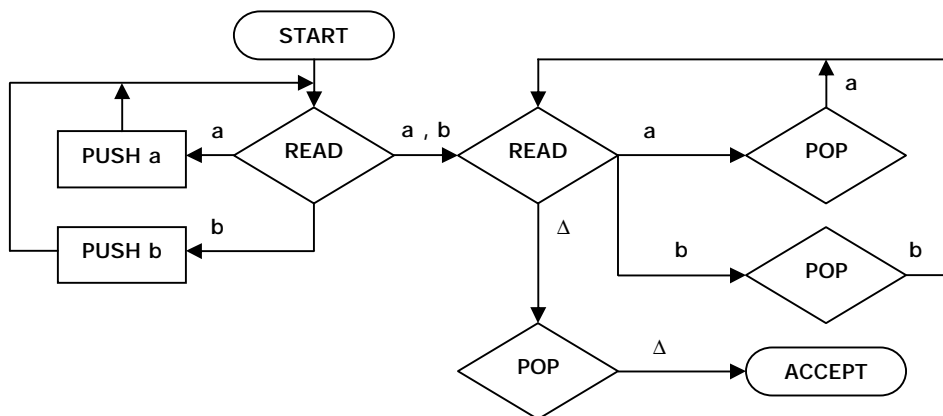 START
a
a , b
a
a
PUSH a
READ
READ
POP
b
Δ
b
b
PUSH b
POP
Δ
POP
ACCEPT